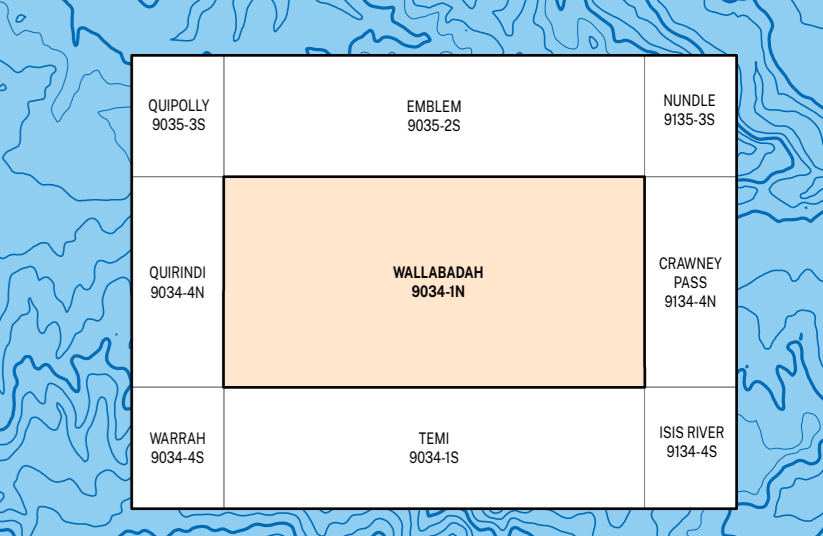 QUIPOLLY
9035-3S
EMBLEM
9035-2S
NUNDLE
9135-3S
QUIRINDI
9034-4N
WALLABADAH
9034-1N
CRAWNEY
PASS
9134-4N
WARRAH
9034-4S
TEMI
9034-1S
ISIS RIVER
9134-4S